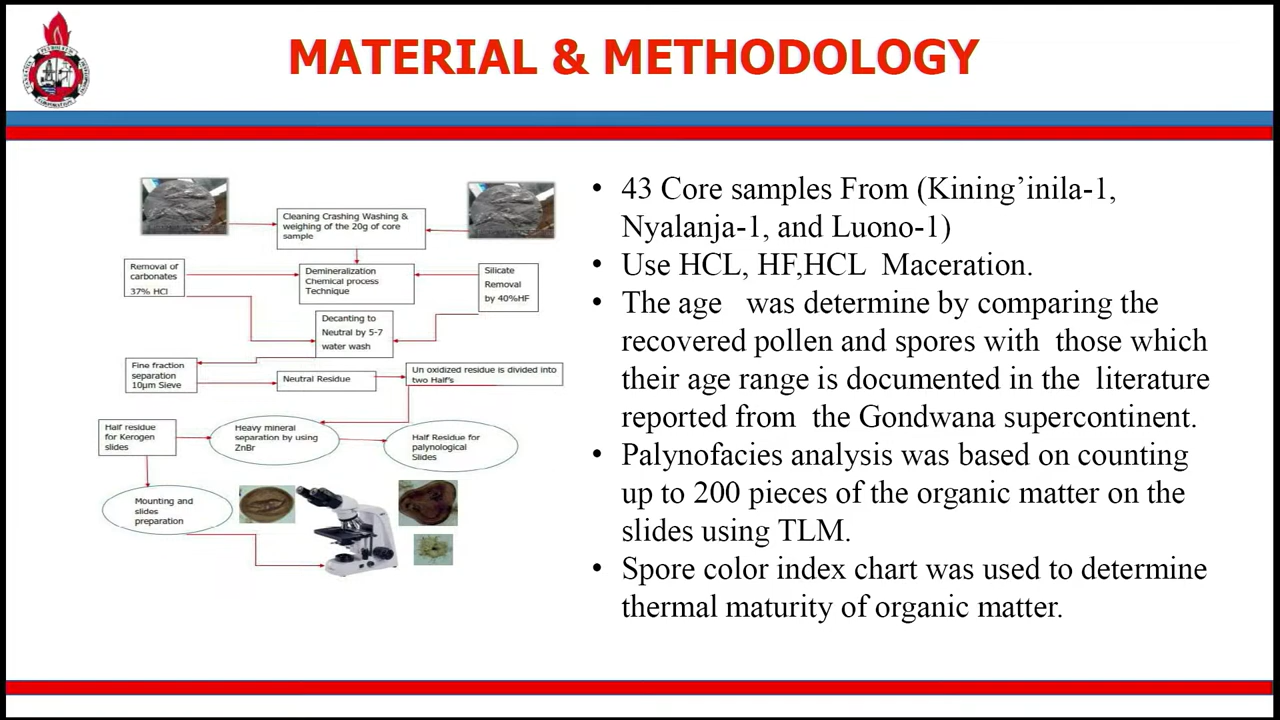 MATERIAL & METHODOLOGY
Cleaning Crashing Washing &
weighing of the 20g of core
sample
Removal of
carbonates
37% HCl
Demineralization
Chemical process
Technique
Silicate
Removal
by 40%HF
Decanting to
Neutral by 5-7
water wash
Fine fraction
separation
10µm Sieve
Neutral Residue
Un oxidized residue is divided into
two Half's
Half residue
for Kerogen
slides
Heavy mineral
separation by using
ZnBr
Half Residue for
palynological
Slides
Mounting and
slides
preparation
• 43 Core samples From (Kining’inila-1,
Nyalanja-1, and Luono-1)
• Use HCL, HF,HCL Maceration.
• The age was determine by comparing the
recovered pollen and spores with those which
their age range is documented in the literature
reported from the Gondwana supercontinent.
• Palynofacies analysis was based on counting
up to 200 pieces of the organic matter on the
slides using TLM.
• Spore color index chart was used to determine
thermal maturity of organic matter.